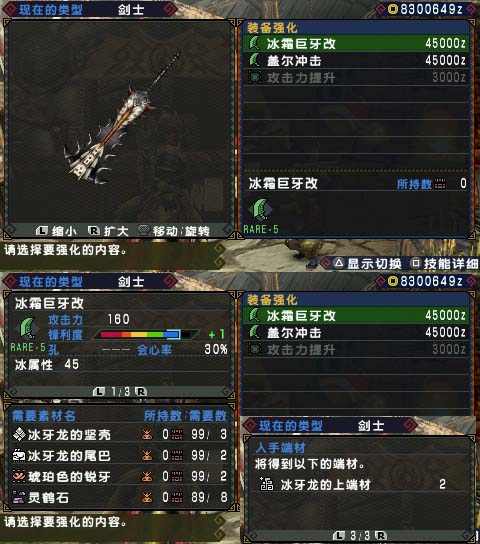 现在的类型 剑士
8300649z
装备强化
冰霜巨牙改 45000z
盖尔冲击 45000z
攻击力提升 3000z
冰霜巨牙改 所持数 0
RARE-5
L 缩小 R 扩大 移动/旋转
请选择要强化的内容。
△显示切换 □技能详细
现在的类型 剑士
8300649z
冰霜巨牙改
攻击力 160
锋利度 +1
RARE-5 孔 --- 会心率 30%
冰属性 45
L 1/3 R
装备强化
冰霜巨牙改 45000z
盖尔冲击 45000z
攻击力提升 3000z
需要素材名 所持数/需要数
冰牙龙的坚壳 0 99/ 3
冰牙龙的尾巴 0 99/ 2
琥珀色的锐牙 0 99/ 2
灵鹤石 0 89/ 8
请选择要强化的内容。
现在的类型 剑士
入手端材
将得到以下的端材。
冰牙龙的上端材 2
L 3/3 R